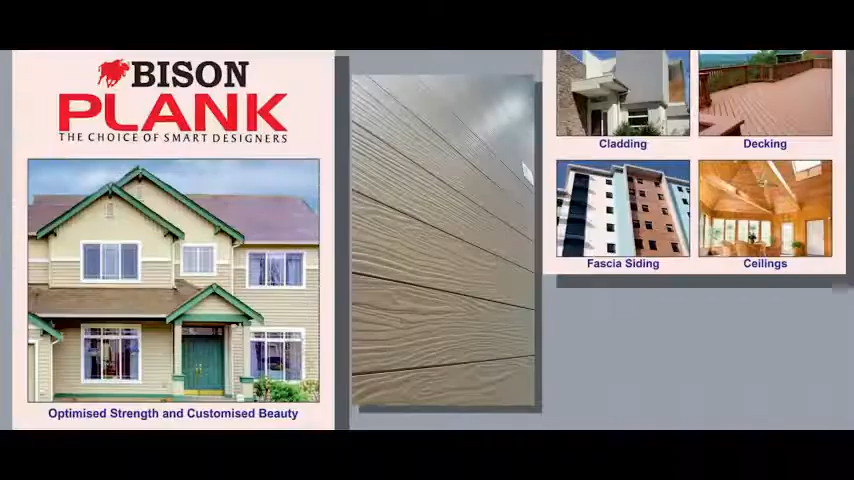 BISON
PLANK
THE CHOICE OF SMART DESIGNERS
Optimised Strength and Customised Beauty
Cladding
Decking
Fascia Siding
Ceilings